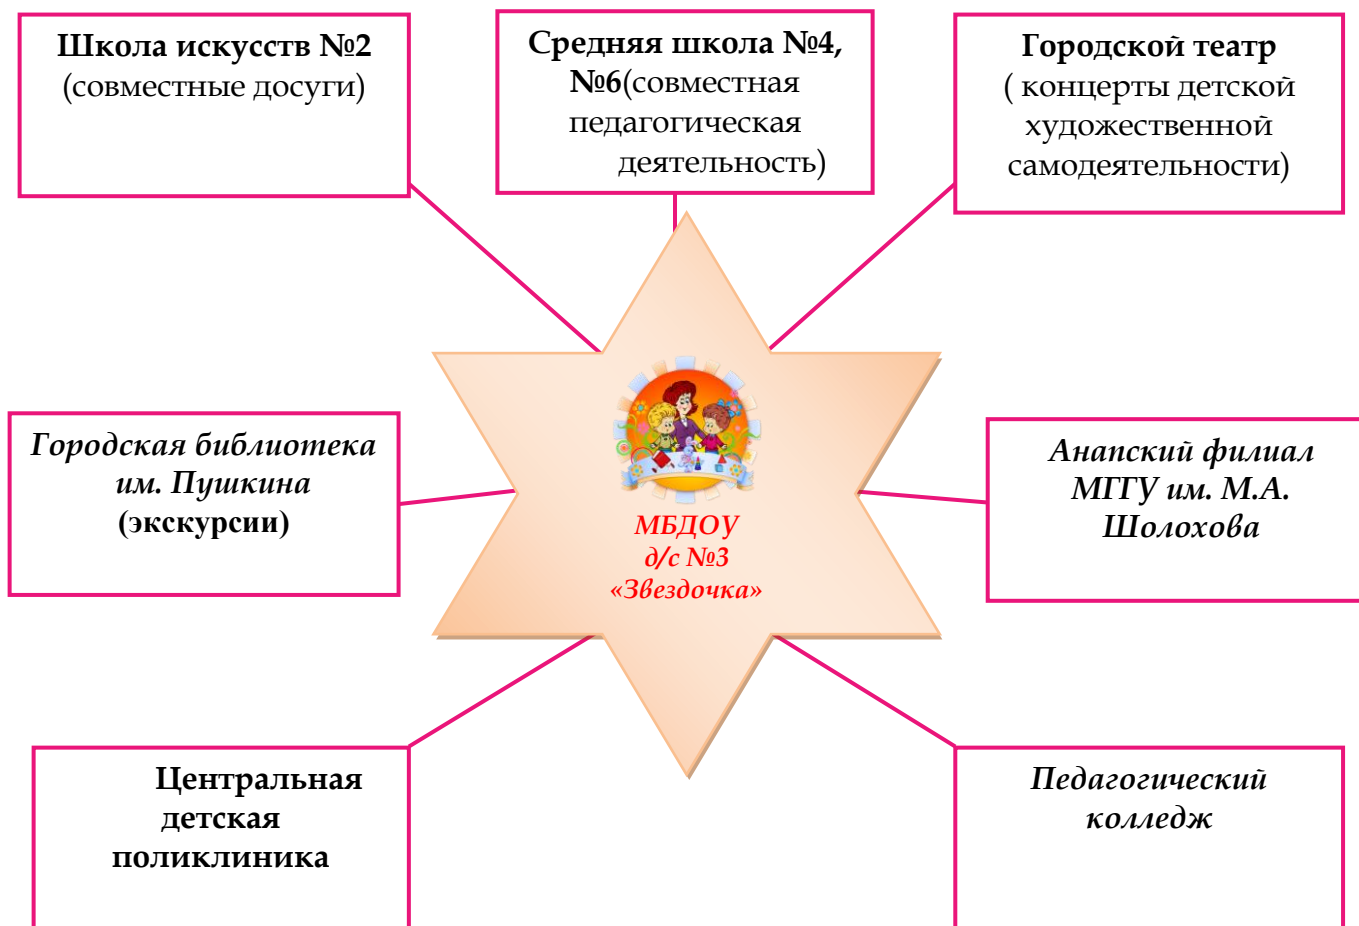 Школа искусств №2
(совместные досуги)
Средняя школа №4,
№6(совместная
педагогическая
деятельность)
Городской театр
( концерты детской
художественной
самодеятельности)
Городская библиотека
им. Пушкина
(экскурсии)
МБДОУ
д/с №3
«Звездочка»
Анапский филиал
МГГУ им. М.А.
Шолохова
Центральная
детская
поликлиника
Педагогический
колледж